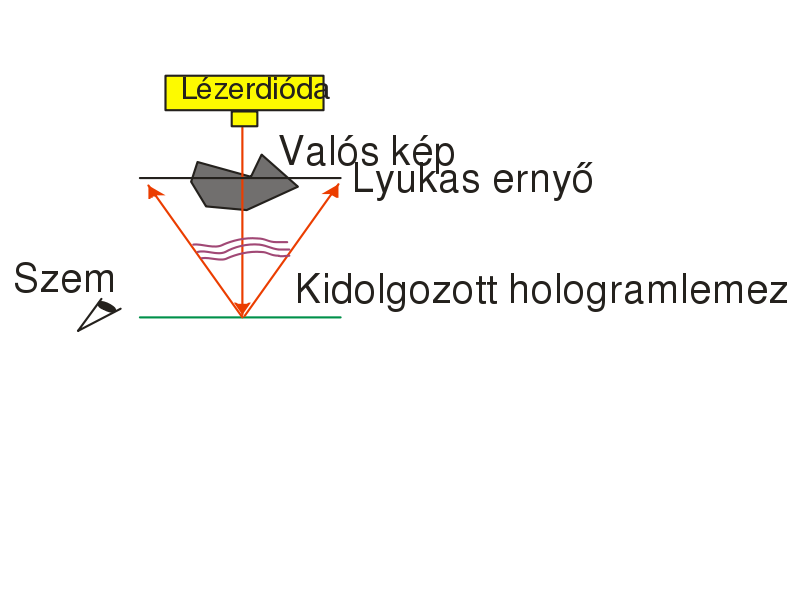 Lézerdióda
Valós kép
Lyukas ernyő
Szem
Kidolgozott hologramlemez